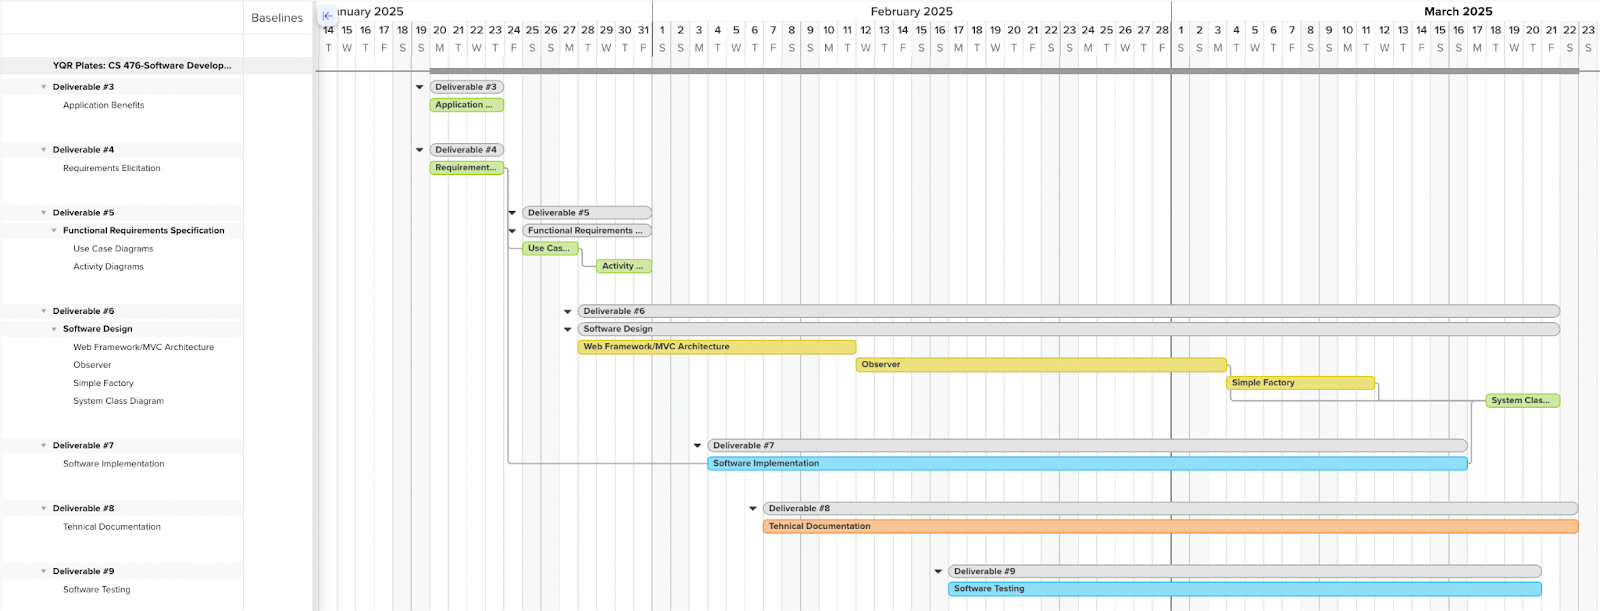 Baselines
anuary 2025 February 2025 March 2025
14 15 16 17 18 19 20 21 22 23 24 25 26 27 28 29 30 31 1 2 3 4 5 6 7 8 9 10 11 12 13 14 15 16 17 18 19 20 21 22 23 24 25 26 27 28 1 2 3 4 5 6 7 8 9 10 11 12 13 14 15 16 17 18 19 20 21 22 23
T W T F S S M T W T F S S M T W T F S S M T W T F S S M T W T F S S M T W T F S S M T W T F S S M T W T F S S M T W T F S S M T W T F S S
YQR Plates: CS 476-Software Develop...
Deliverable #3 Deliverable #3
Application Benefits Application ...
Deliverable #4 Deliverable #4
Requirements Elicitation Requirement...
Deliverable #5 Deliverable #5
Functional Requirements Specification Functional Requirements ...
Use Case Diagrams Use Cas...
Activity Diagrams Activity ...
Deliverable #6 Deliverable #6
Software Design Software Design
Web Framework/MVC Architecture Web Framework/MVC Architecture
Observer Observer
Simple Factory Simple Factory
System Class Diagram System Clas...
Deliverable #7 Deliverable #7
Software Implementation Software Implementation
Deliverable #8 Deliverable #8
Tehnical Documentation Tehnical Documentation
Deliverable #9 Deliverable #9
Software Testing Software Testing